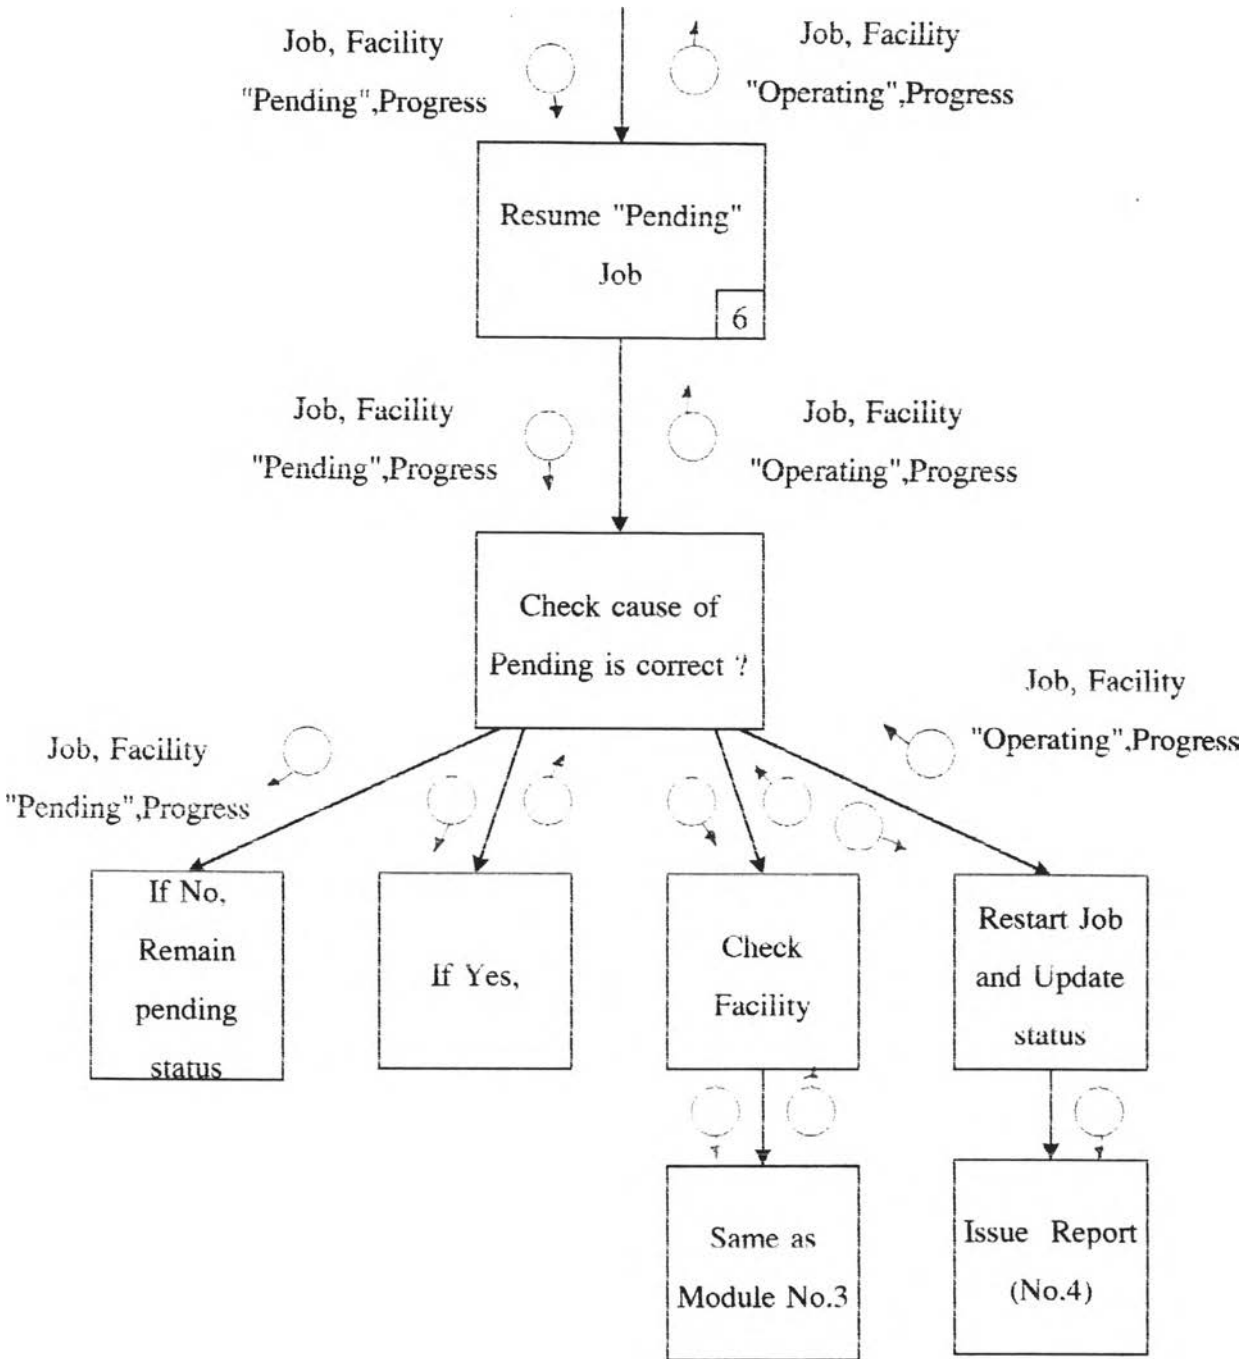 Job, Facility
"Pending",Progress
Job, Facility
"Operating",Progress
Resume "Pending"
Job
6
Job, Facility
"Pending",Progress
Job, Facility
"Operating",Progress
Check cause of
Pending is correct ?
Job, Facility
"Operating",Progress
Job, Facility
"Pending",Progress
If No,
Remain
pending
status
If Yes,
Check
Facility
Restart Job
and Update
status
Same as
Module No.3
Issue Report
(No.4)